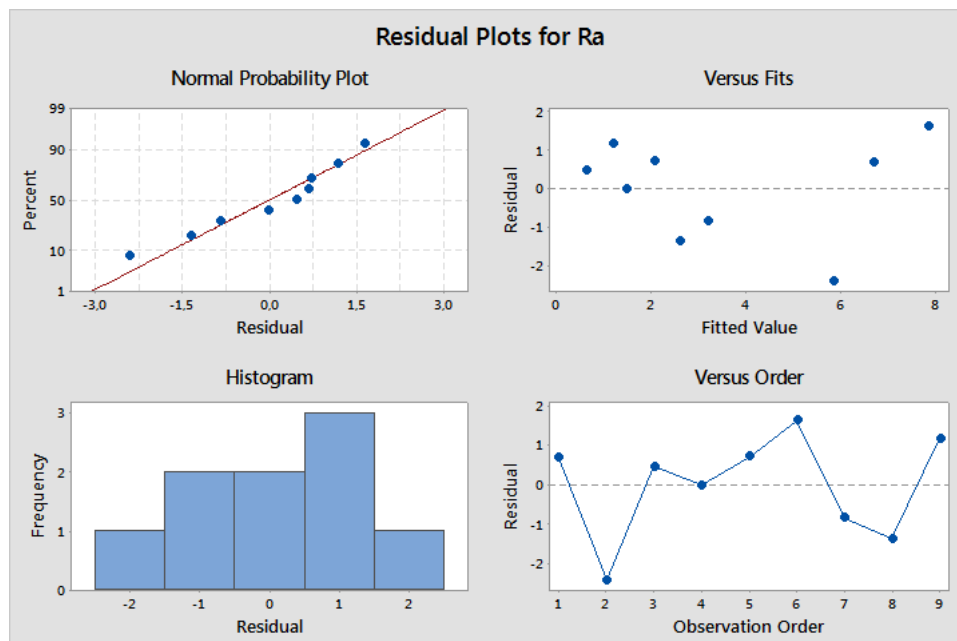 Residual Plots for Ra
Normal Probability Plot
Percent
99
90
50
10
1
-3,0 -1,5 0,0 1,5 3,0
Residual
Versus Fits
Residual
2
1
0
-1
-2
0 2 4 6 8
Fitted Value
Histogram
Frequency
3
2
1
0
-2 -1 0 1 2
Residual
Versus Order
Residual
2
1
0
-1
-2
1 2 3 4 5 6 7 8 9
Observation Order